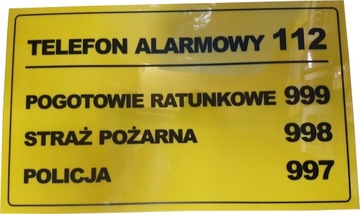 TELEFON ALARMOWY 112
POGOTOWIE RATUNKOWE 999
STRAŻ POŻARNA 998
POLICJA 997